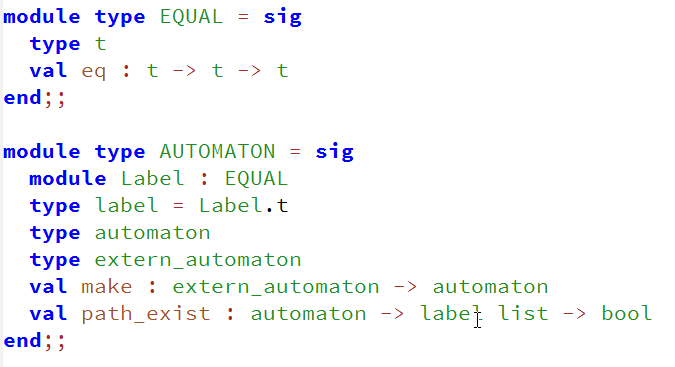 module type EQUAL = sig
type t
val eq : t -> t -> t
end;;
module type AUTOMATON = sig
module Label : EQUAL
type label = Label.t
type automaton
type extern_automaton
val make : extern_automaton -> automaton
val path_exist : automaton -> label list -> bool
end;;